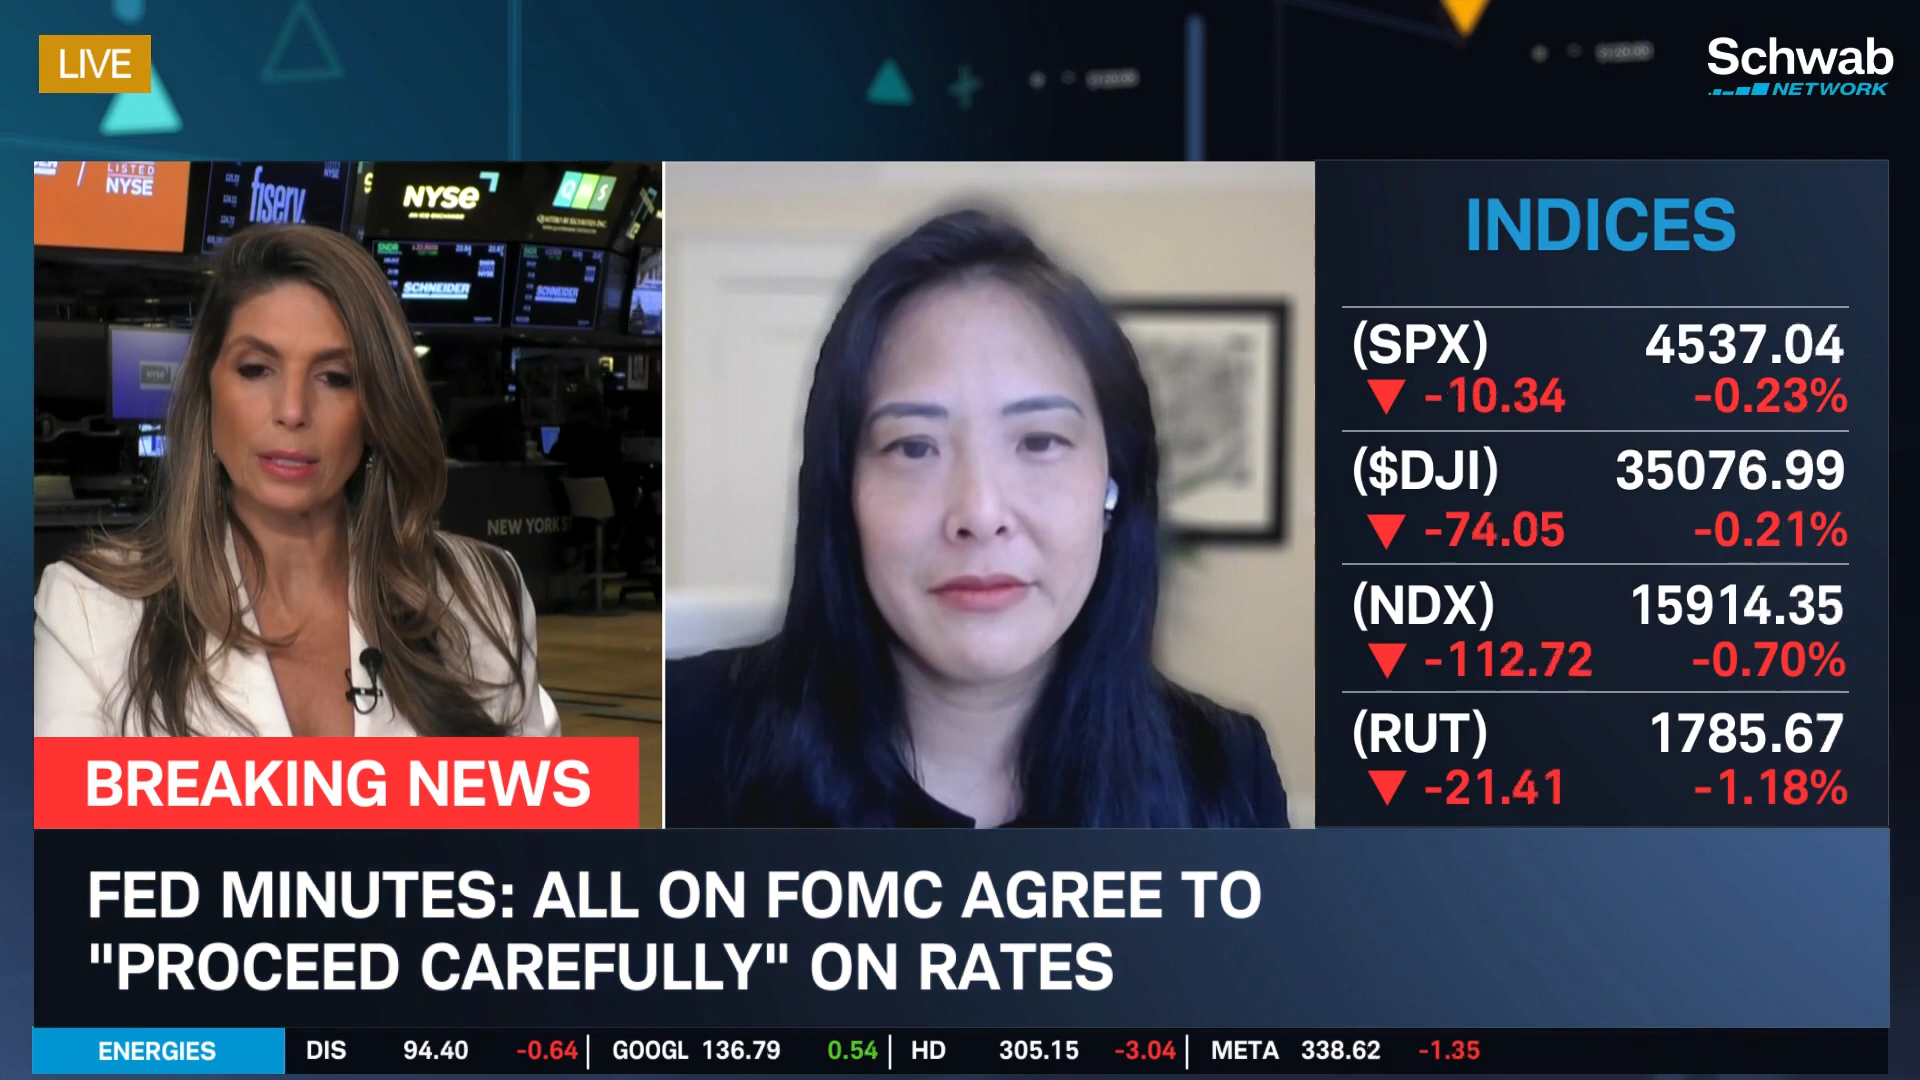 LIVE
Schwab
NETWORK
LISTED
NYSE
fiserv.
NYSE
SCHNEIDER
SCHNEIDER
NEW YORK
INDICES
(SPX) 4537.04
▼ -10.34 -0.23%
($DJI) 35076.99
▼ -74.05 -0.21%
(NDX) 15914.35
▼ -112.72 -0.70%
(RUT) 1785.67
▼ -21.41 -1.18%
BREAKING NEWS
FED MINUTES: ALL ON FOMC AGREE TO
"PROCEED CAREFULLY" ON RATES
ENERGIES DIS 94.40 -0.64 GOOGL 136.79 0.54 HD 305.15 -3.04 META 338.62 -1.35